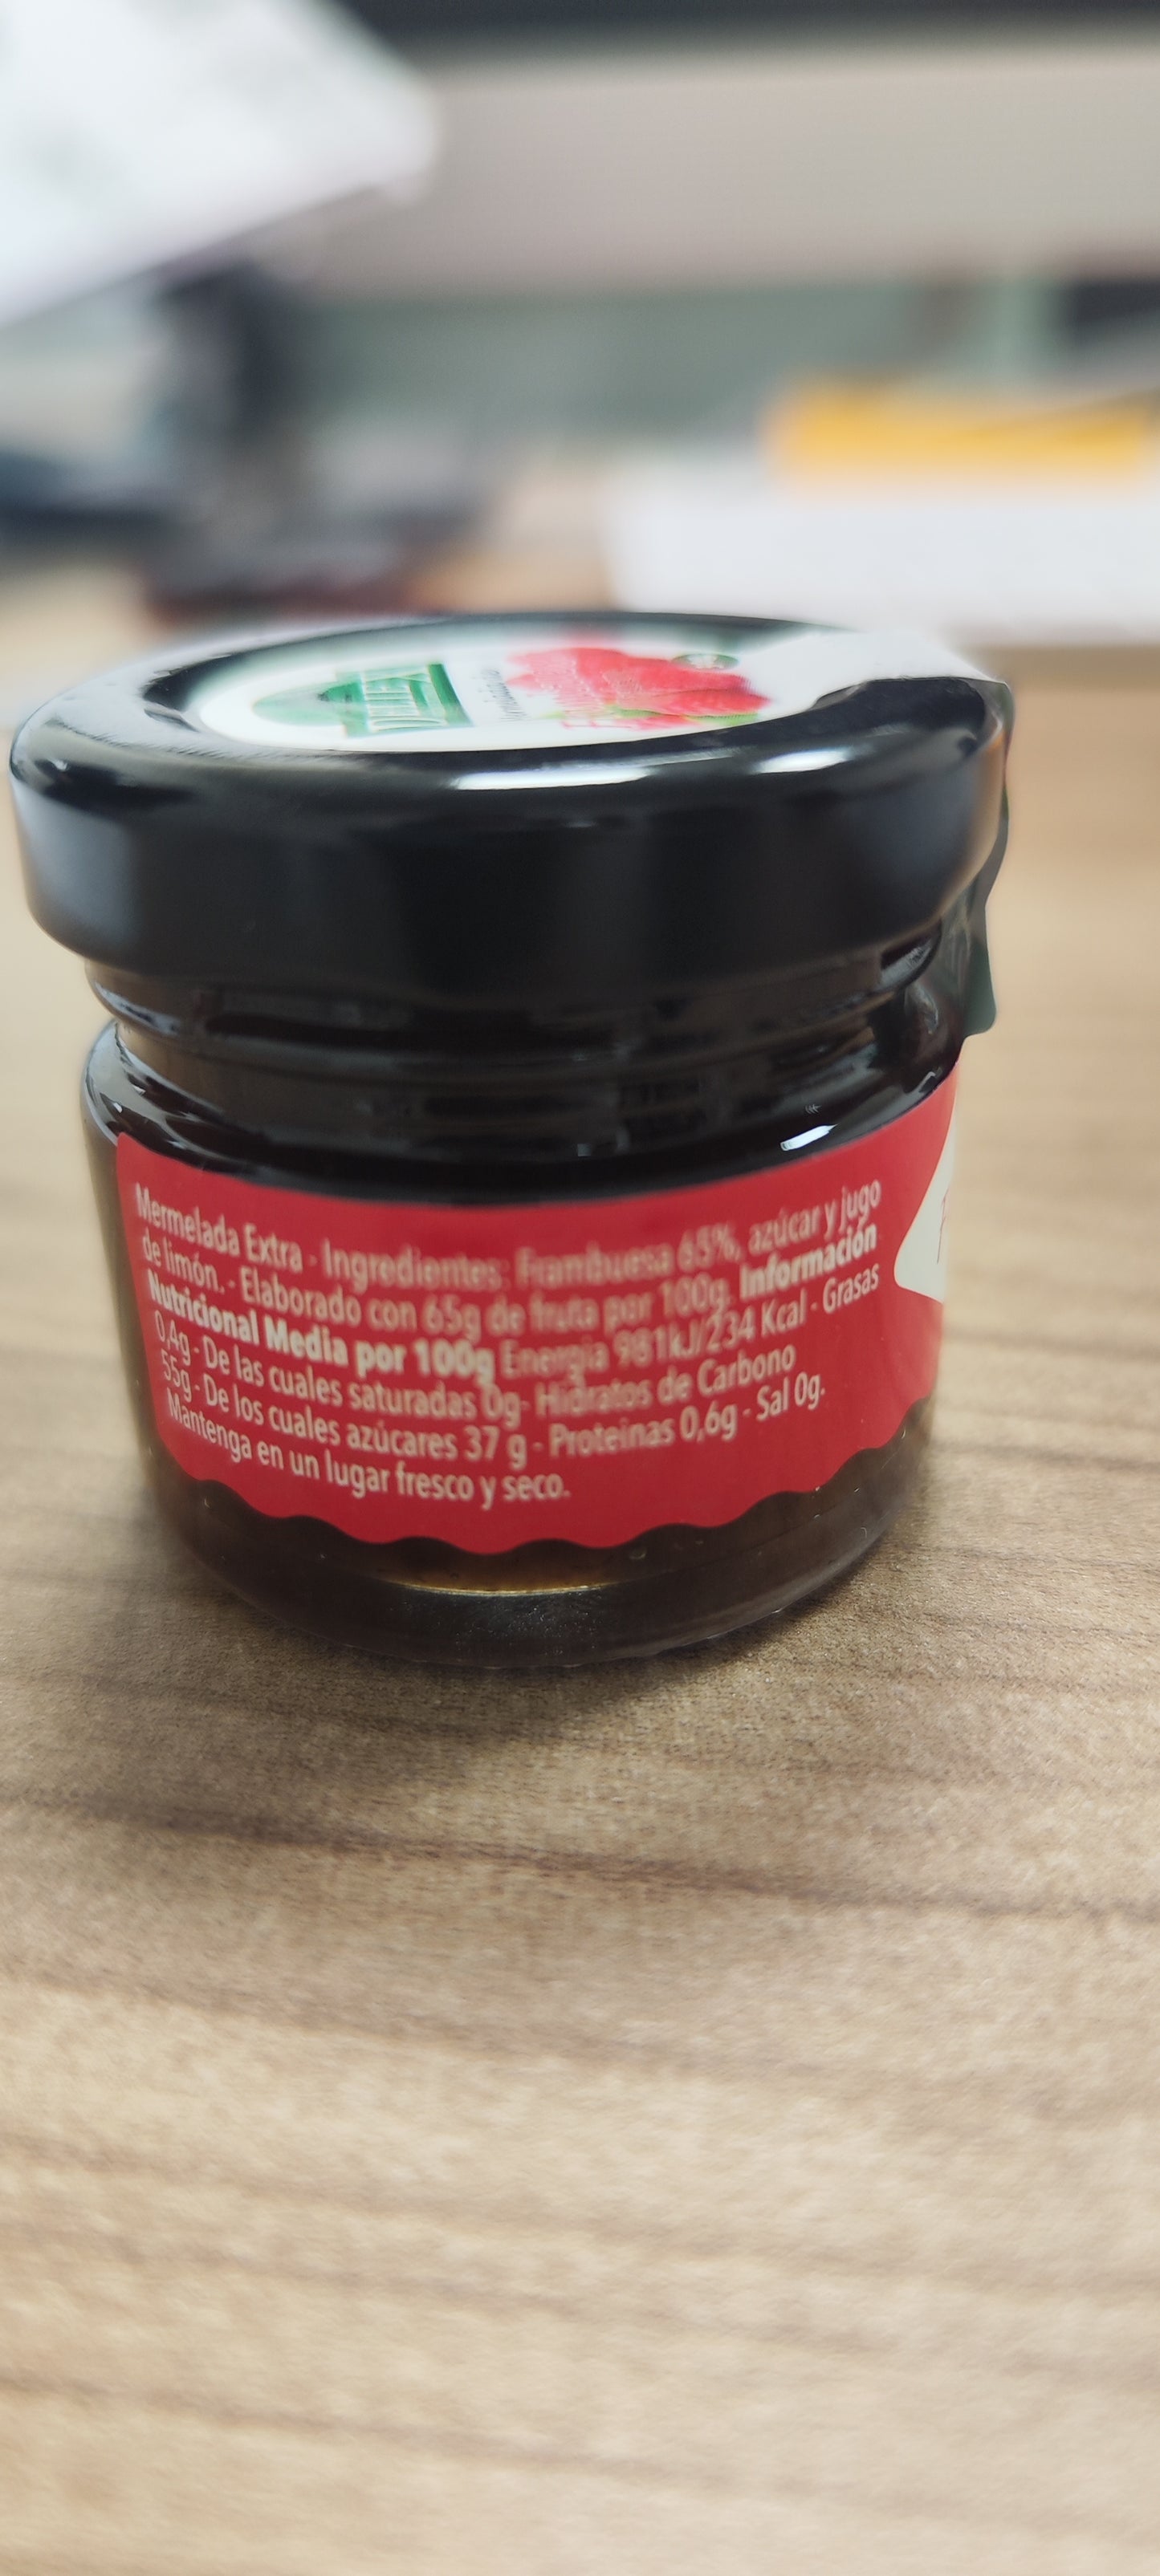 Mermelada Extra - Ingredientes: Frambuesa 65%, azúcar y jugo
de limón. - Elaborado con 65g de fruta por 100g. Información
Nutricional Media por 100g Energia 981kJ/234 Kcal - Grasas
0,4g - De las cuales saturadas 0g - Hidratos de Carbono
55g - De los cuales azúcares 37 g - Proteinas 0,6g - Sal 0g.
Mantenga en un lugar fresco y seco.